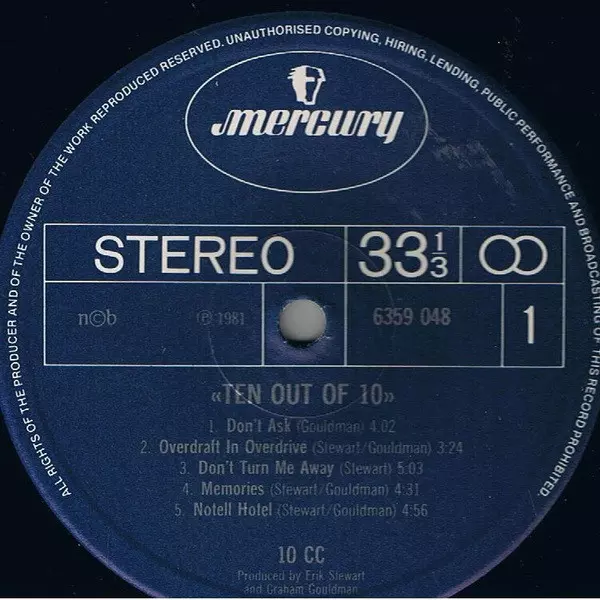 ALL RIGHTS OF THE PRODUCER AND OF THE OWNER OF THE WORK REPRODUCED RESERVED. UNAUTHORISED COPYING, HIRING, LENDING, PUBLIC PERFORMANCE AND BROADCASTING OF THIS RECORD PROHIBITED.
mercury
STEREO 33 1/3
n©b ℗ 1981 6359 048 1
«TEN OUT OF 10»
1. Don't Ask (Gouldman) 4.02
2. Overdraft In Overdrive (Stewart/Gouldman) 3:24
3. Don't Turn Me Away (Stewart) 5:03
4. Memories (Stewart/Gouldman) 4:31
5. Notell Hotel (Stewart/Gouldman) 4:56
10 CC
Produced by Erik Stewart
and Graham Gouldman